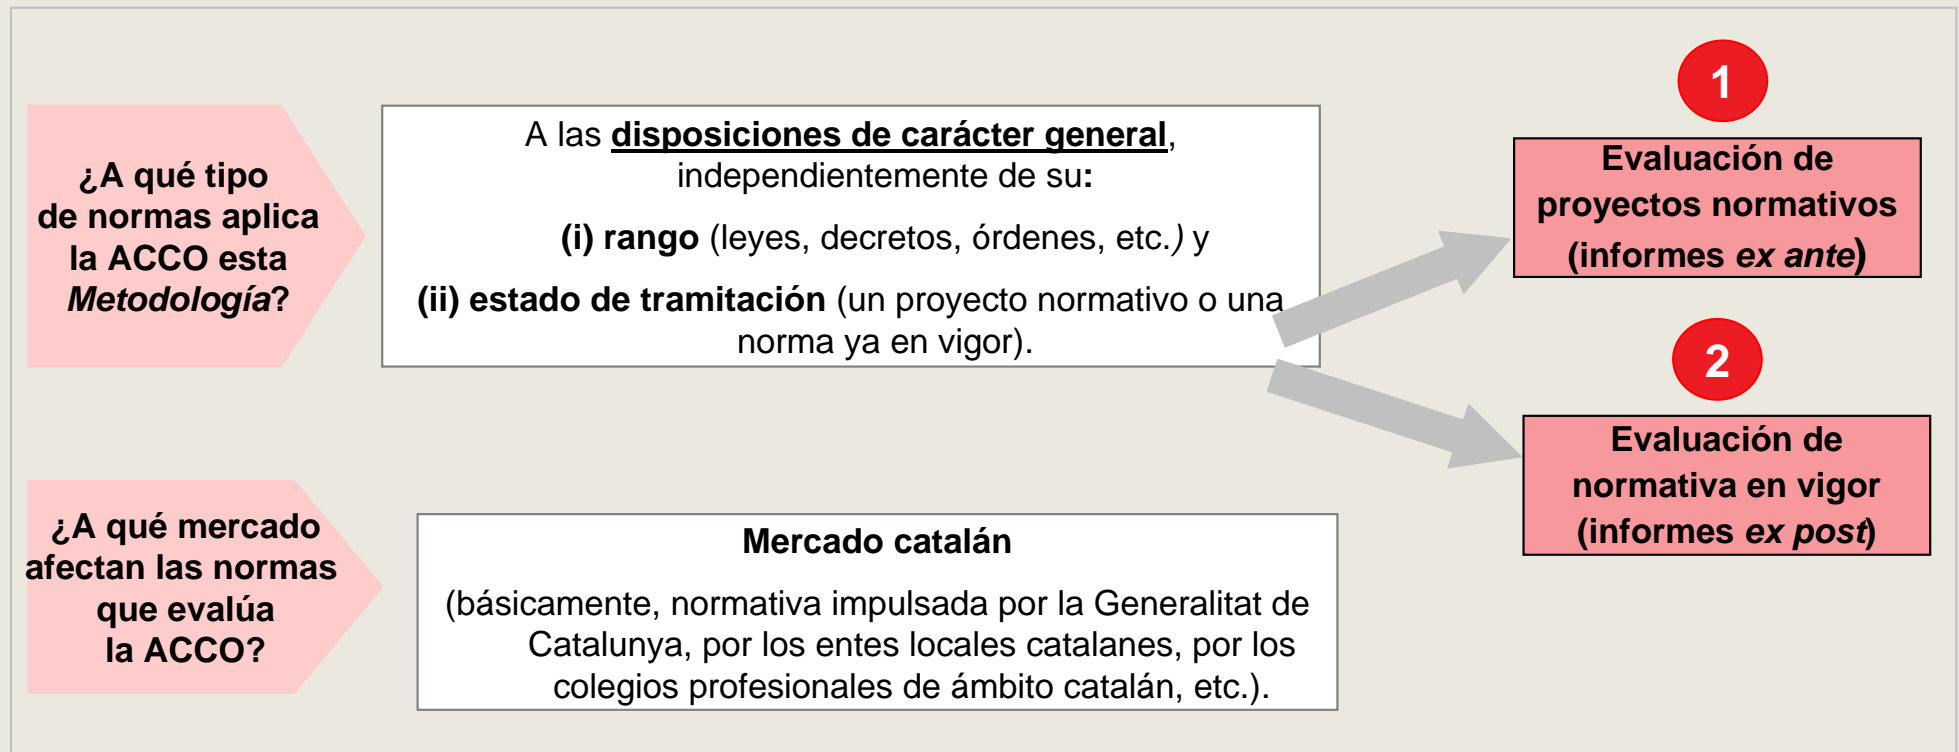 ¿A qué tipo
de normas aplica
la ACCO esta
Metodología?
A las disposiciones de carácter general,
independientemente de su:
(i) rango (leyes, decretos, órdenes, etc.) y
(ii) estado de tramitación (un proyecto normativo o una
norma ya en vigor).
1
Evaluación de
proyectos normativos
(informes ex ante)
2
Evaluación de
normativa en vigor
(informes ex post)
¿A qué mercado
afectan las normas
que evalúa
la ACCO?
Mercado catalán
(básicamente, normativa impulsada por la Generalitat de
Catalunya, por los entes locales catalanes, por los
colegios profesionales de ámbito catalán, etc.).